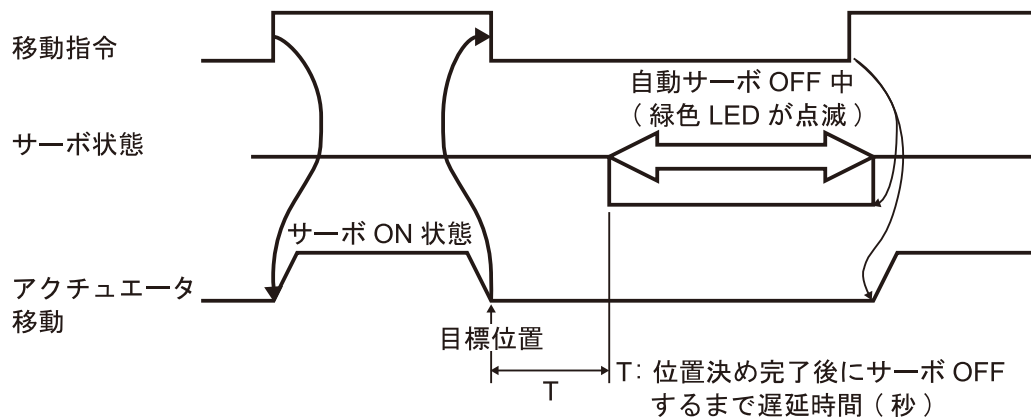 移動指令
自動サーボ OFF 中
（ 緑色 LED が点滅 ）
サーボ状態
サーボ ON 状態
アクチュエータ
移動
目標位置
T
T： 位置決め完了後にサーボ OFF
するまで遅延時間（ 秒 ）